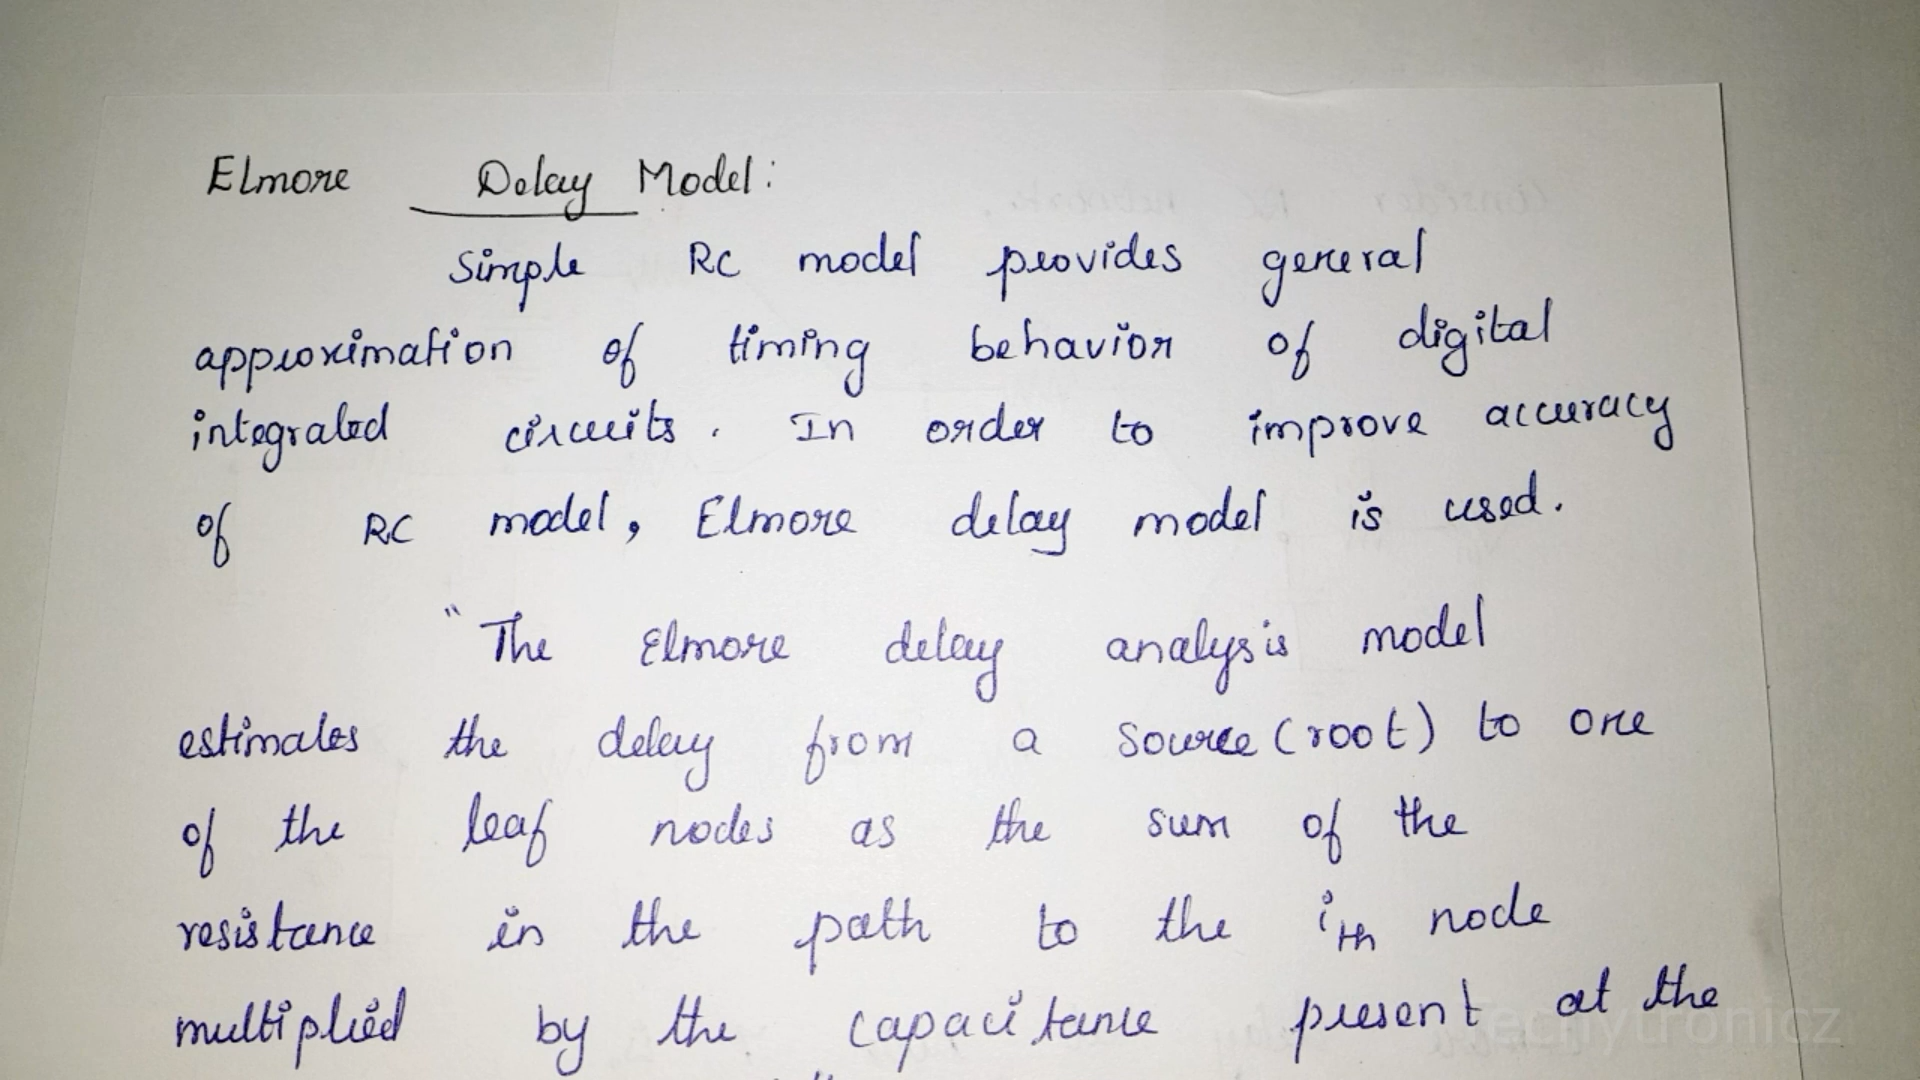 Elmore Delay Model:
Simple RC model provides general
approximation of timing behavior of digital
integrated circuits. In order to improve accuracy
of RC model, Elmore delay model is used.
"The Elmore delay analysis model
estimates the delay from a source (root) to one
of the leaf nodes as the sum of the
resistance in the path to the ith node
multiplied by the capacitance present at the
Techytronicz